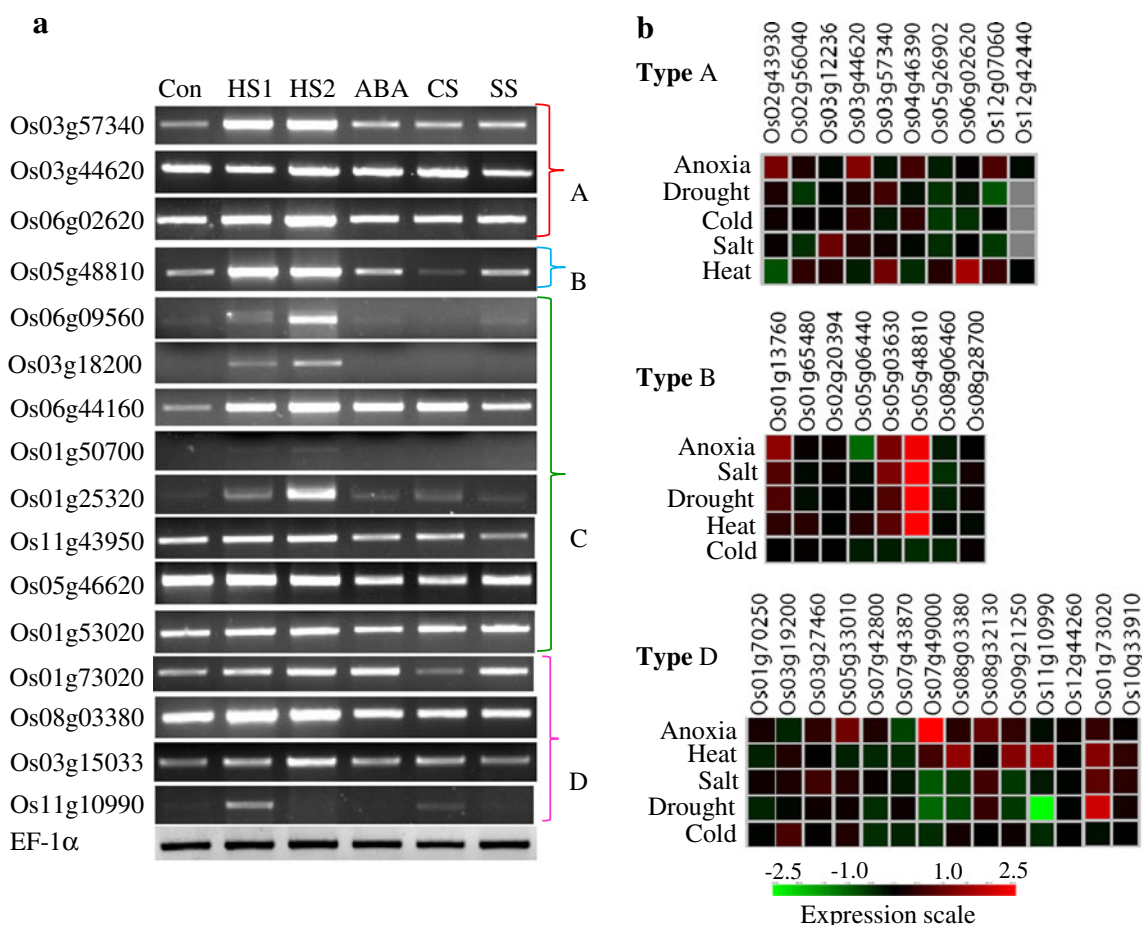 a
Con HS1 HS2 ABA CS SS
Os03g57340
Os03g44620
Os06g02620
A
Os05g48810
B
Os06g09560
Os03g18200
Os06g44160
Os01g50700
Os01g25320
Os11g43950
C
Os05g46620
Os01g53020
Os01g73020
Os08g03380
Os03g15033
D
Os11g10990
EF-1α
b
Type A
Os02g43930
Os02g56040
Os03g12236
Os03g44620
Os03g57340
Os04g46390
Os05g26902
Os06g02620
Os12g07060
Os12g42440
Anoxia
Drought
Cold
Salt
Heat
Type B
Os01g13760
Os01g65480
Os02g20394
Os05g06440
Os05g03630
Os05g48810
Os08g06460
Os08g28700
Anoxia
Salt
Drought
Heat
Cold
Type D
Os01g70250
Os03g19200
Os03g27460
Os05g33010
Os07g42800
Os07g43870
Os07g49000
Os08g03380
Os08g32130
Os09g21250
Os11g10990
Os12g44260
Os01g73020
Os10g33910
Anoxia
Heat
Salt
Drought
Cold
-2.5 -1.0 1.0 2.5
Expression scale